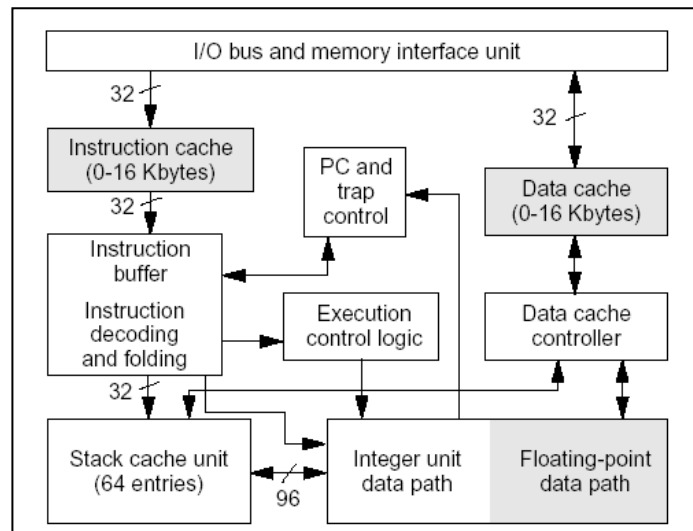 I/O bus and memory interface unit
32
32
Instruction cache
(0-16 Kbytes)
PC and
trap
control
Data cache
(0-16 Kbytes)
32
Instruction
buffer
Instruction
decoding
and folding
Execution
control logic
Data cache
controller
32
Stack cache unit
(64 entries)
96
Integer unit
data path
Floating-point
data path